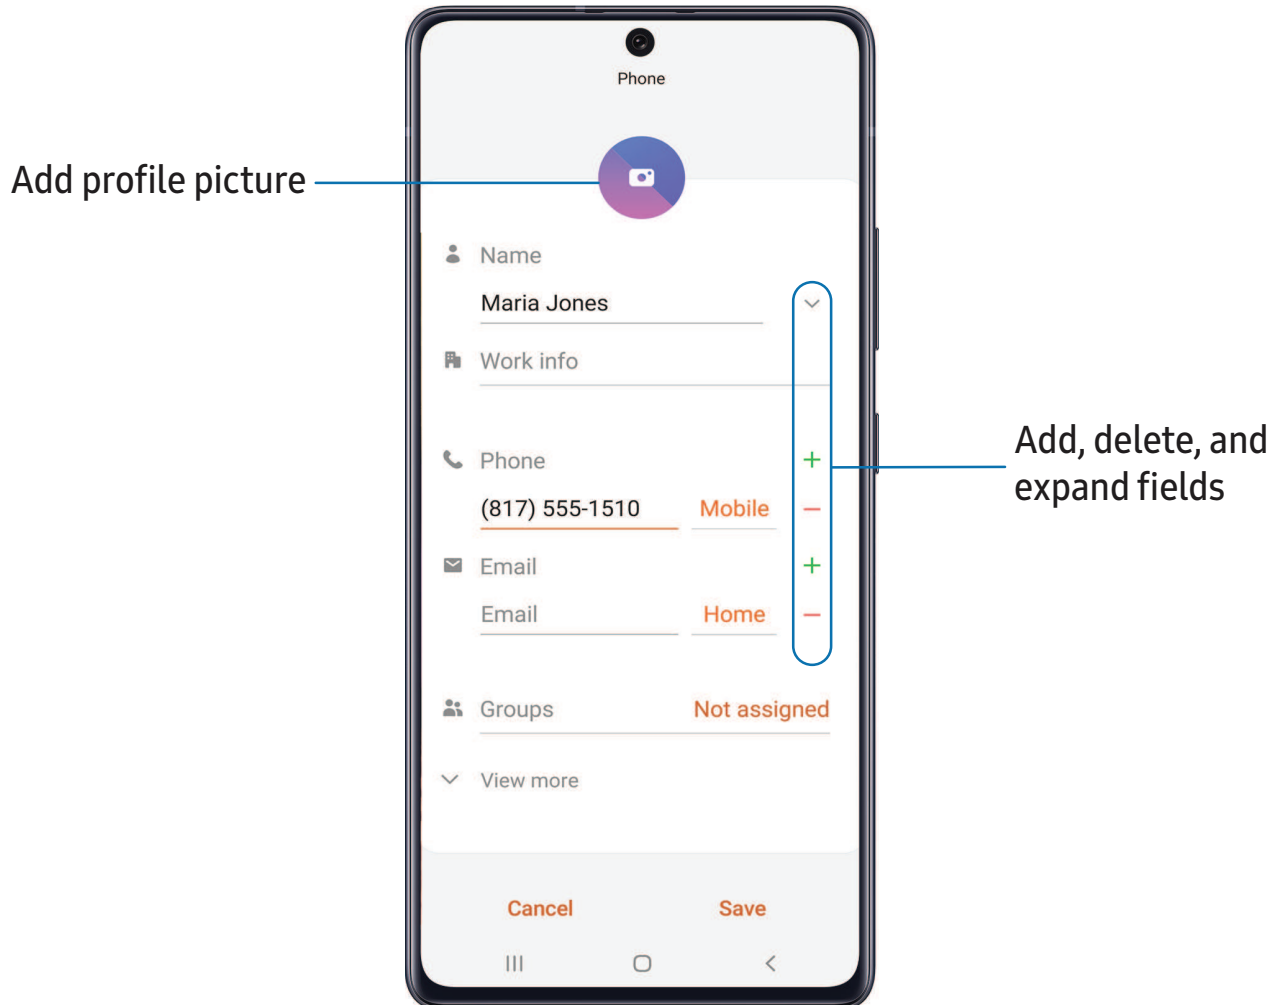 Phone
Add profile picture
Name
Maria Jones
Work info
Phone
(817) 555-1510 Mobile
Email
Email Home
Add, delete, and
expand fields
Groups Not assigned
View more
Cancel Save